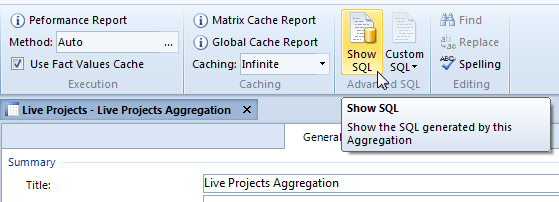 Peformance Report
Method: Auto ...
Use Fact Values Cache
Execution
Matrix Cache Report
Global Cache Report
Caching: Infinite
Caching
Show SQL
Custom SQL
Advanced SQL
Find
Replace
ABC Spelling
Editing
Live Projects - Live Projects Aggregation
Show SQL
Show the SQL generated by this
Aggregation
Summary
Title: Live Projects Aggregation